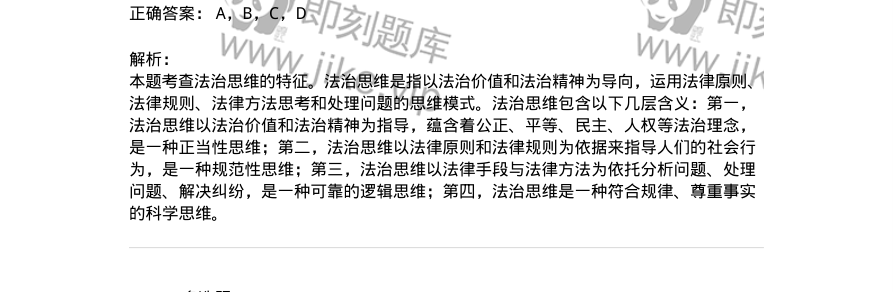 正确答案： A，B，C，D
即刻题库
www.jike.vip
解析：
本题考查法治思维的特征。法治思维是指以法治价值和法治精神为导向，运用法律原则、
法律规则、法律方法思考和处理问题的思维模式。法治思维包含以下几层含义：第一，
法治思维以法治价值和法治精神为指导，蕴含着公正、平等、民主、人权等法治理念，
是一种正当性思维；第二，法治思维以法律原则和法律规则为依据来指导人们的社会行
为，是一种规范性思维；第三，法治思维以法律手段与法律方法为依托分析问题、处理
问题、解决纠纷，是一种可靠的逻辑思维；第四，法治思维是一种符合规律、尊重事实
的科学思维。